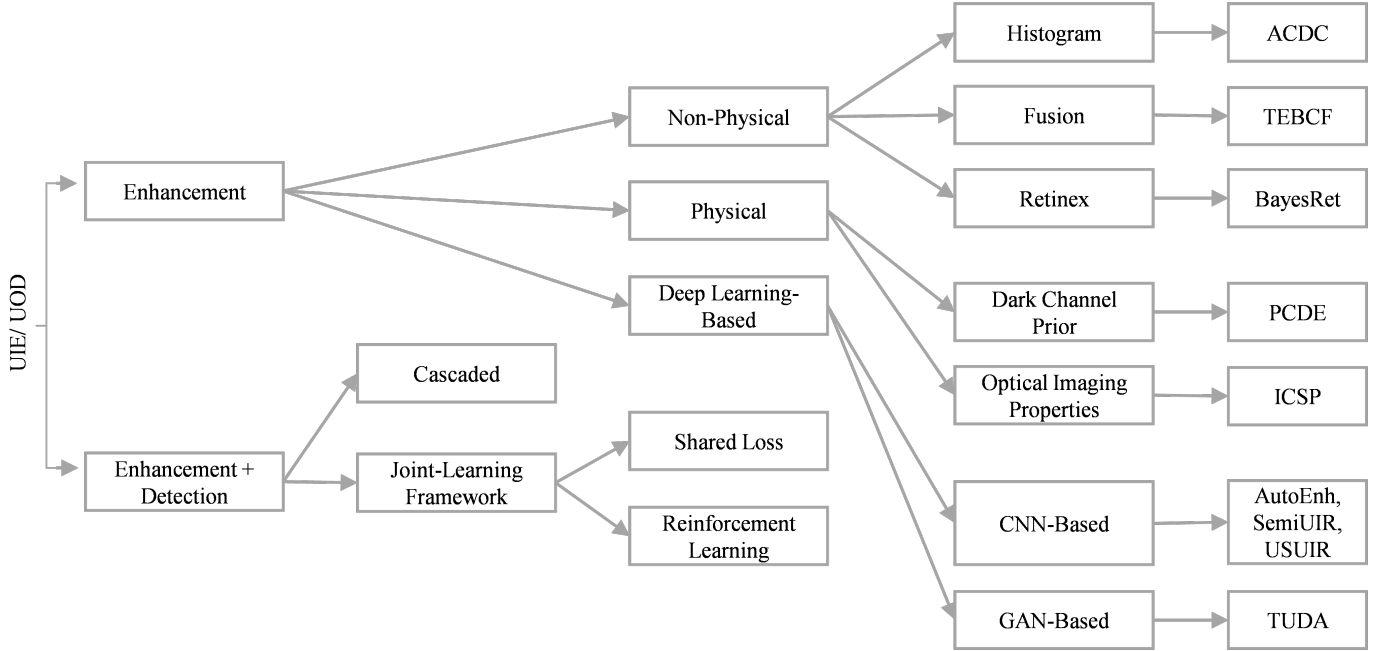 UIE/ UOD
Enhancement
Non-Physical
Histogram
ACDC
Fusion
TEBCF
Retinex
BayesRet
Physical
Dark Channel
Prior
PCDE
Optical Imaging
Properties
ICSP
Deep Learning-
Based
CNN-Based
AutoEnh,
SemiUIR,
USUIR
GAN-Based
TUDA
Enhancement +
Detection
Cascaded
Joint-Learning
Framework
Shared Loss
Reinforcement
Learning